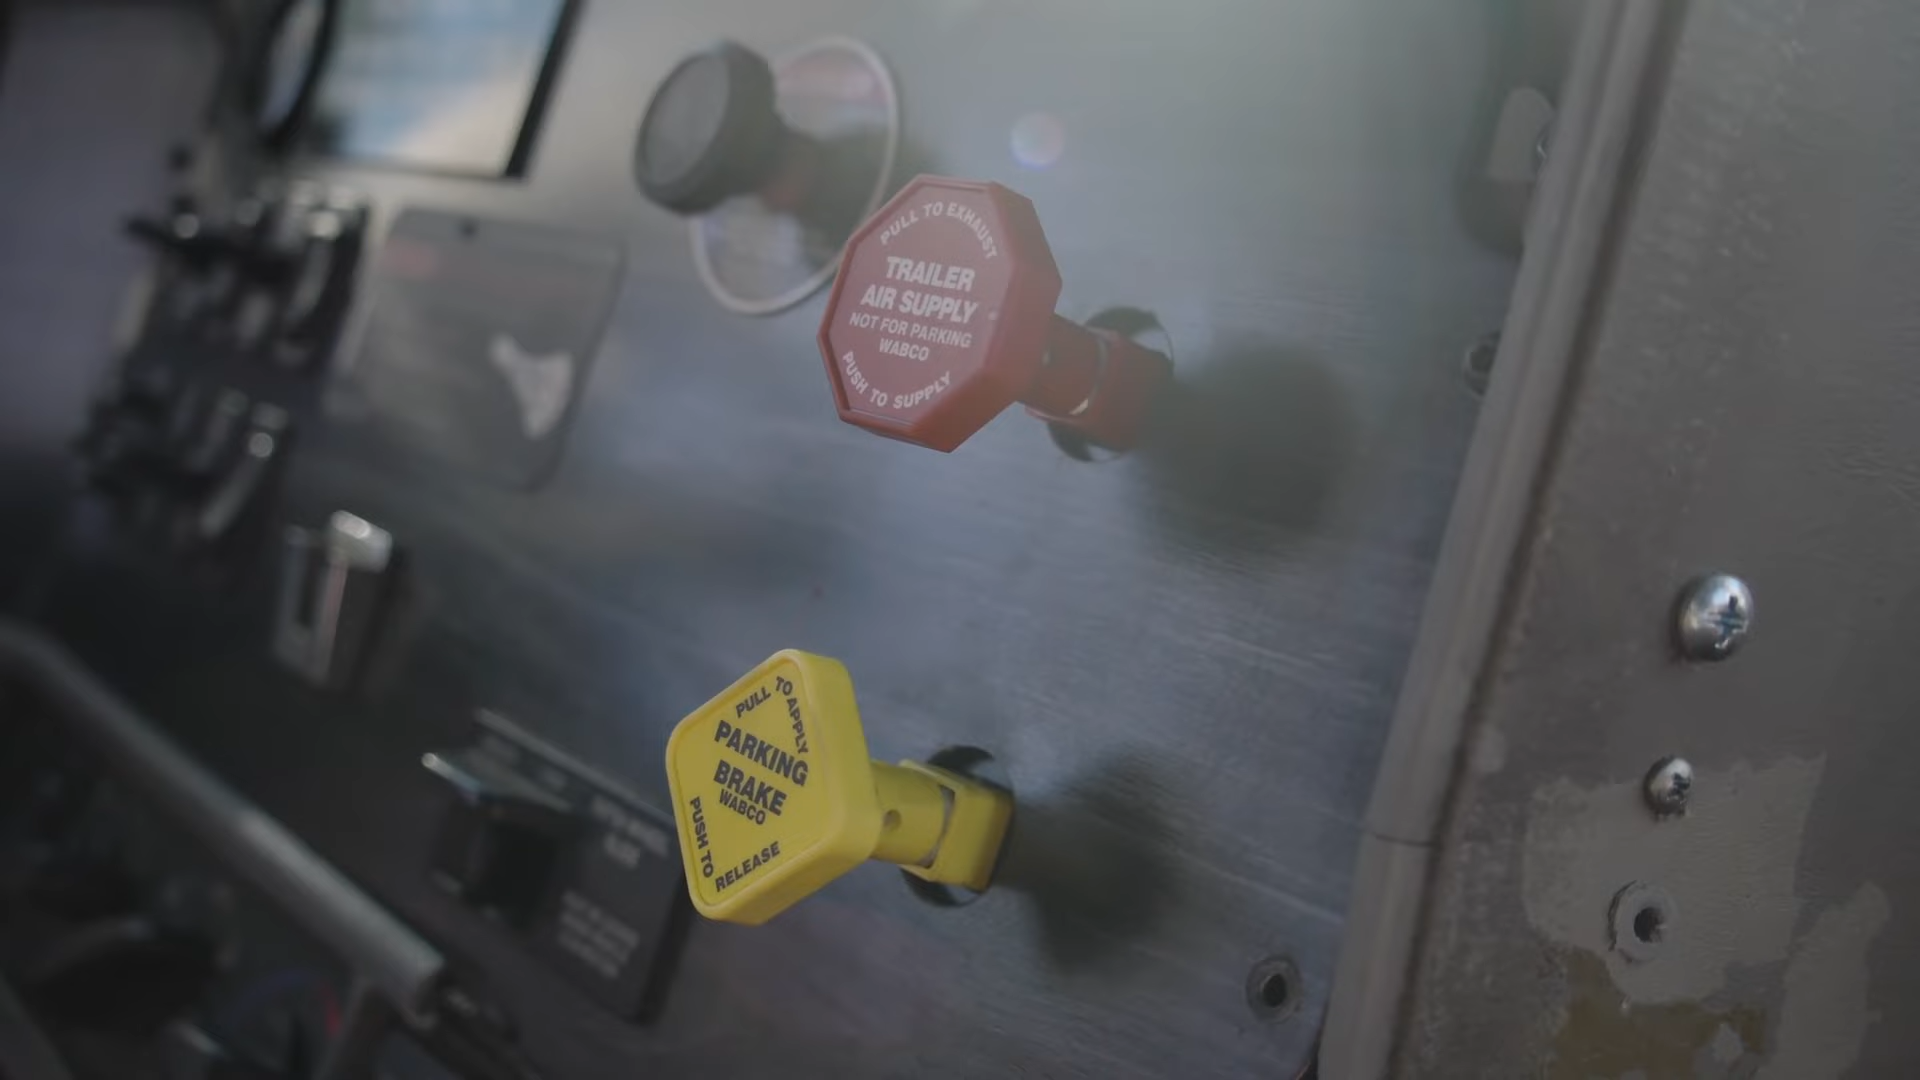 PULL TO EXHAUST
TRAILER
AIR SUPPLY
NOT FOR PARKING
WABCO
PUSH TO SUPPLY
PULL TO APPLY
PARKING
BRAKE
WABCO
PUSH TO RELEASE